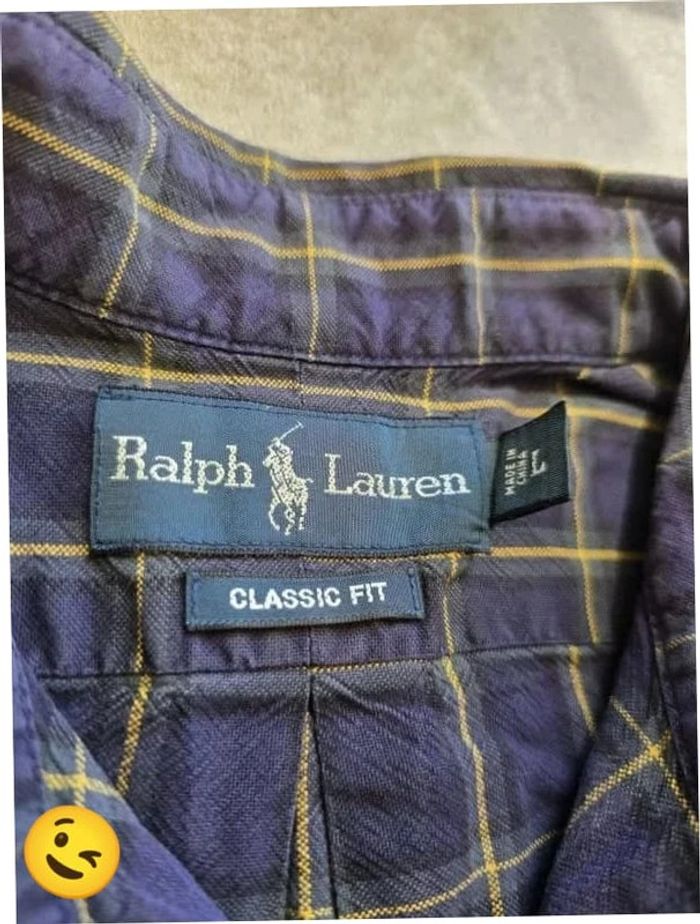 Ralph Lauren
MADE IN
CHINA
L
CLASSIC FIT